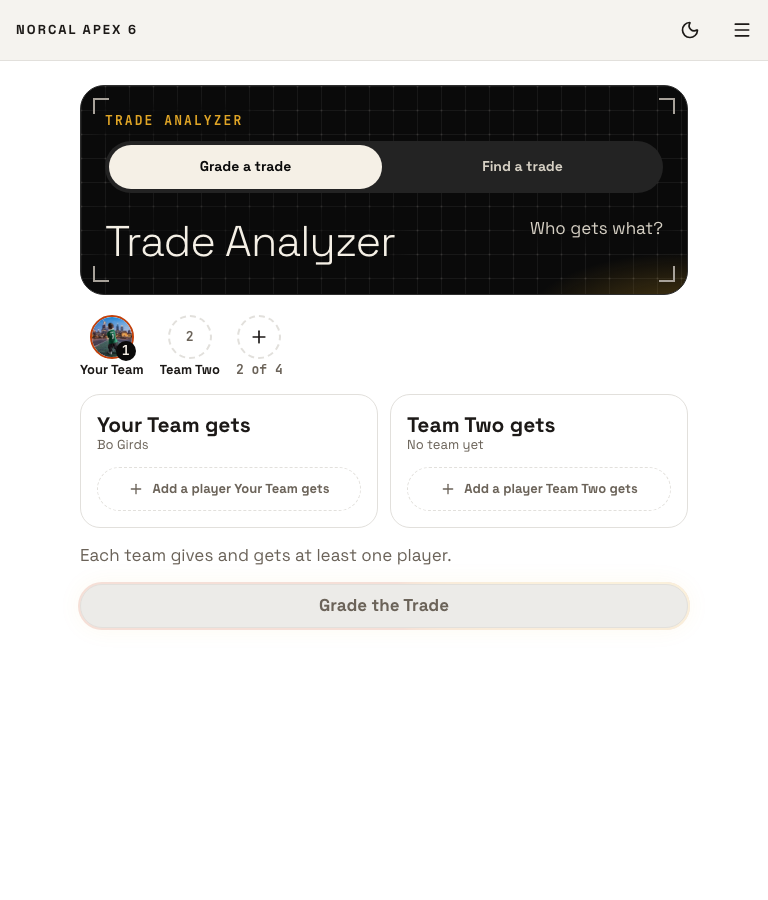 NORCAL APEX 6
TRADE ANALYZER
Grade a trade
Find a trade
Trade Analyzer
Who gets what?
1
2
Your Team
Team Two
2 of 4
Your Team gets
Bo Girds
Add a player Your Team gets
Team Two gets
No team yet
Add a player Team Two gets
Each team gives and gets at least one player.
Grade the Trade